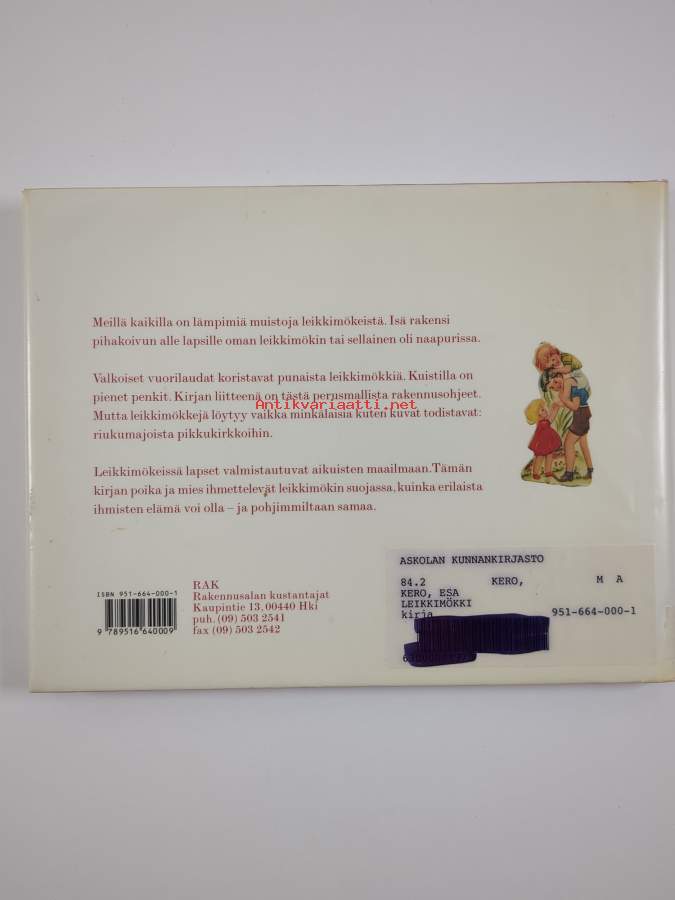 Meillä kaikilla on lämpimiä muistoja leikkimökeistä. Isä rakensi
pihakoivun alle lapsille oman leikkimökin tai sellainen oli naapurissa.
Valkoiset vuorilaudat koristavat punaista leikkimökkiä. Kuistilla on
pienet penkit. Kirjan liitteenä on tästä perusmallista rakennusohjeet.
Antikvariaatti.net
Mutta leikkimökkejä löytyy vaikka minkälaisia kuten kuvat todistavat:
riukumajoista pikkukirkkoihin.
Leikkimökeissä lapset valmistautuvat aikuisten maailmaan. Tämän
kirjan poika ja mies ihmettelevät leikkimökin suojassa, kuinka erilaista
ihmisten elämä voi olla – ja pohjimmiltaan samaa.
ISBN 951-664-000-1
9 789516 640009
RAK
Rakennusalan kustantajat
Kaupintie 13, 00440 Hki
puh. (09) 503 2541
fax (09) 503 2542
ASKOLAN KUNNANKIRJASTO
84.2 KERO, M A
KERO, ESA
LEIKKIMÖKKI
kirja 951-664-000-1